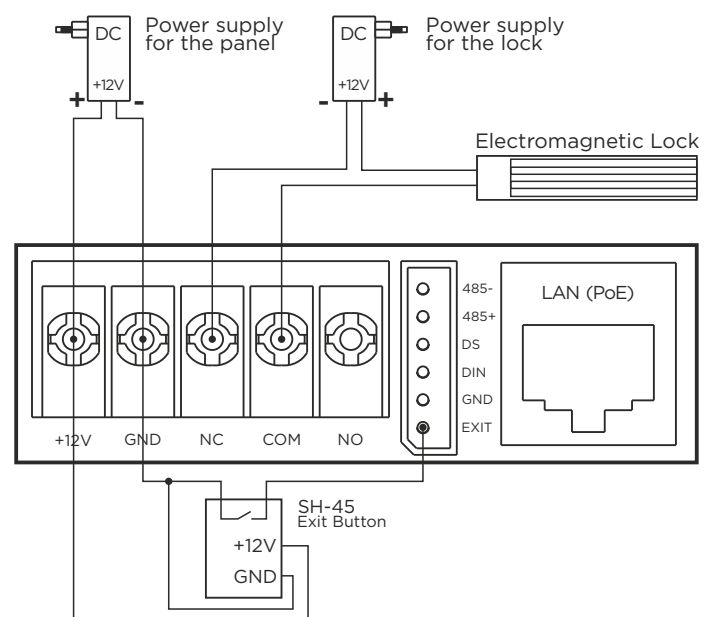 Power supply
for the panel
DC
+12V
+ -
Power supply
for the lock
DC
+12V
- +
Electromagnetic Lock
485-
485+
DS
DIN
GND
EXIT
LAN (PoE)
+12V GND NC COM NO
SH-45
Exit Button
+12V
GND